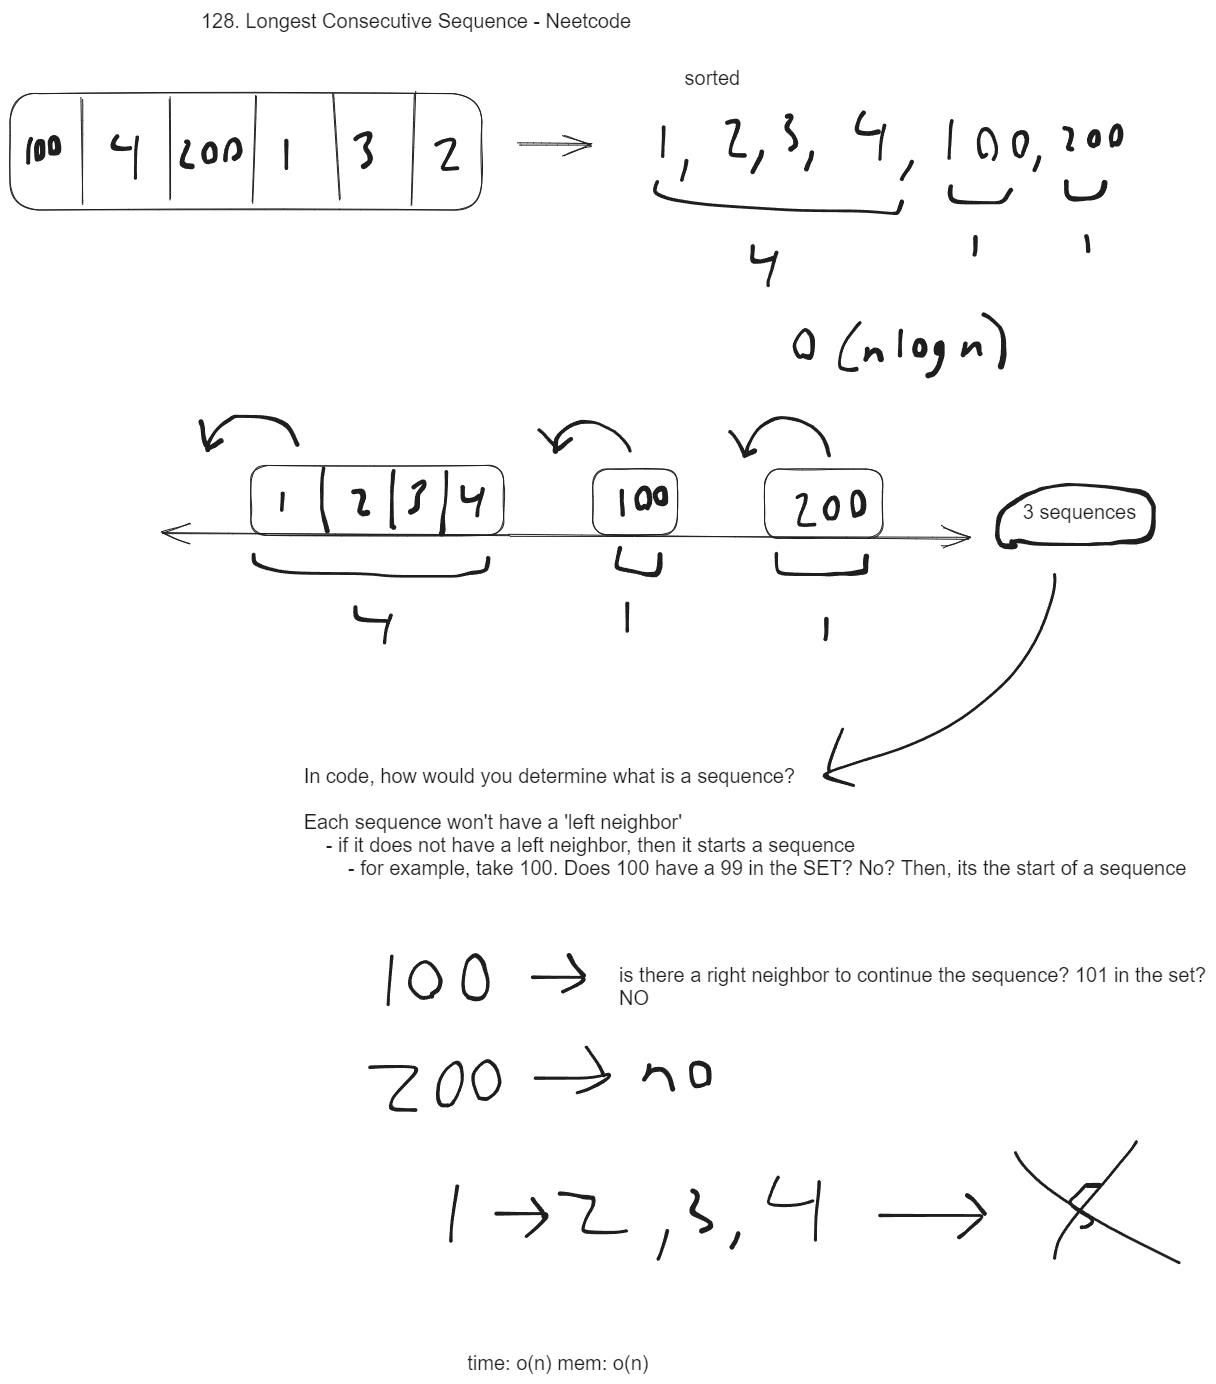 128. Longest Consecutive Sequence - Neetcode
sorted
100 4 200 1 3 2
1, 2, 3, 4, 100, 200
4 1 1
O (nlogn)
1 2 3 4 100 200
3 sequences
4 1 1
In code, how would you determine what is a sequence?
Each sequence won't have a 'left neighbor'
- if it does not have a left neighbor, then it starts a sequence
- for example, take 100. Does 100 have a 99 in the SET? No? Then, its the start of a sequence
100
is there a right neighbor to continue the sequence? 101 in the set?
NO
200 no
1 2, 3, 4 5
time: o(n) mem: o(n)